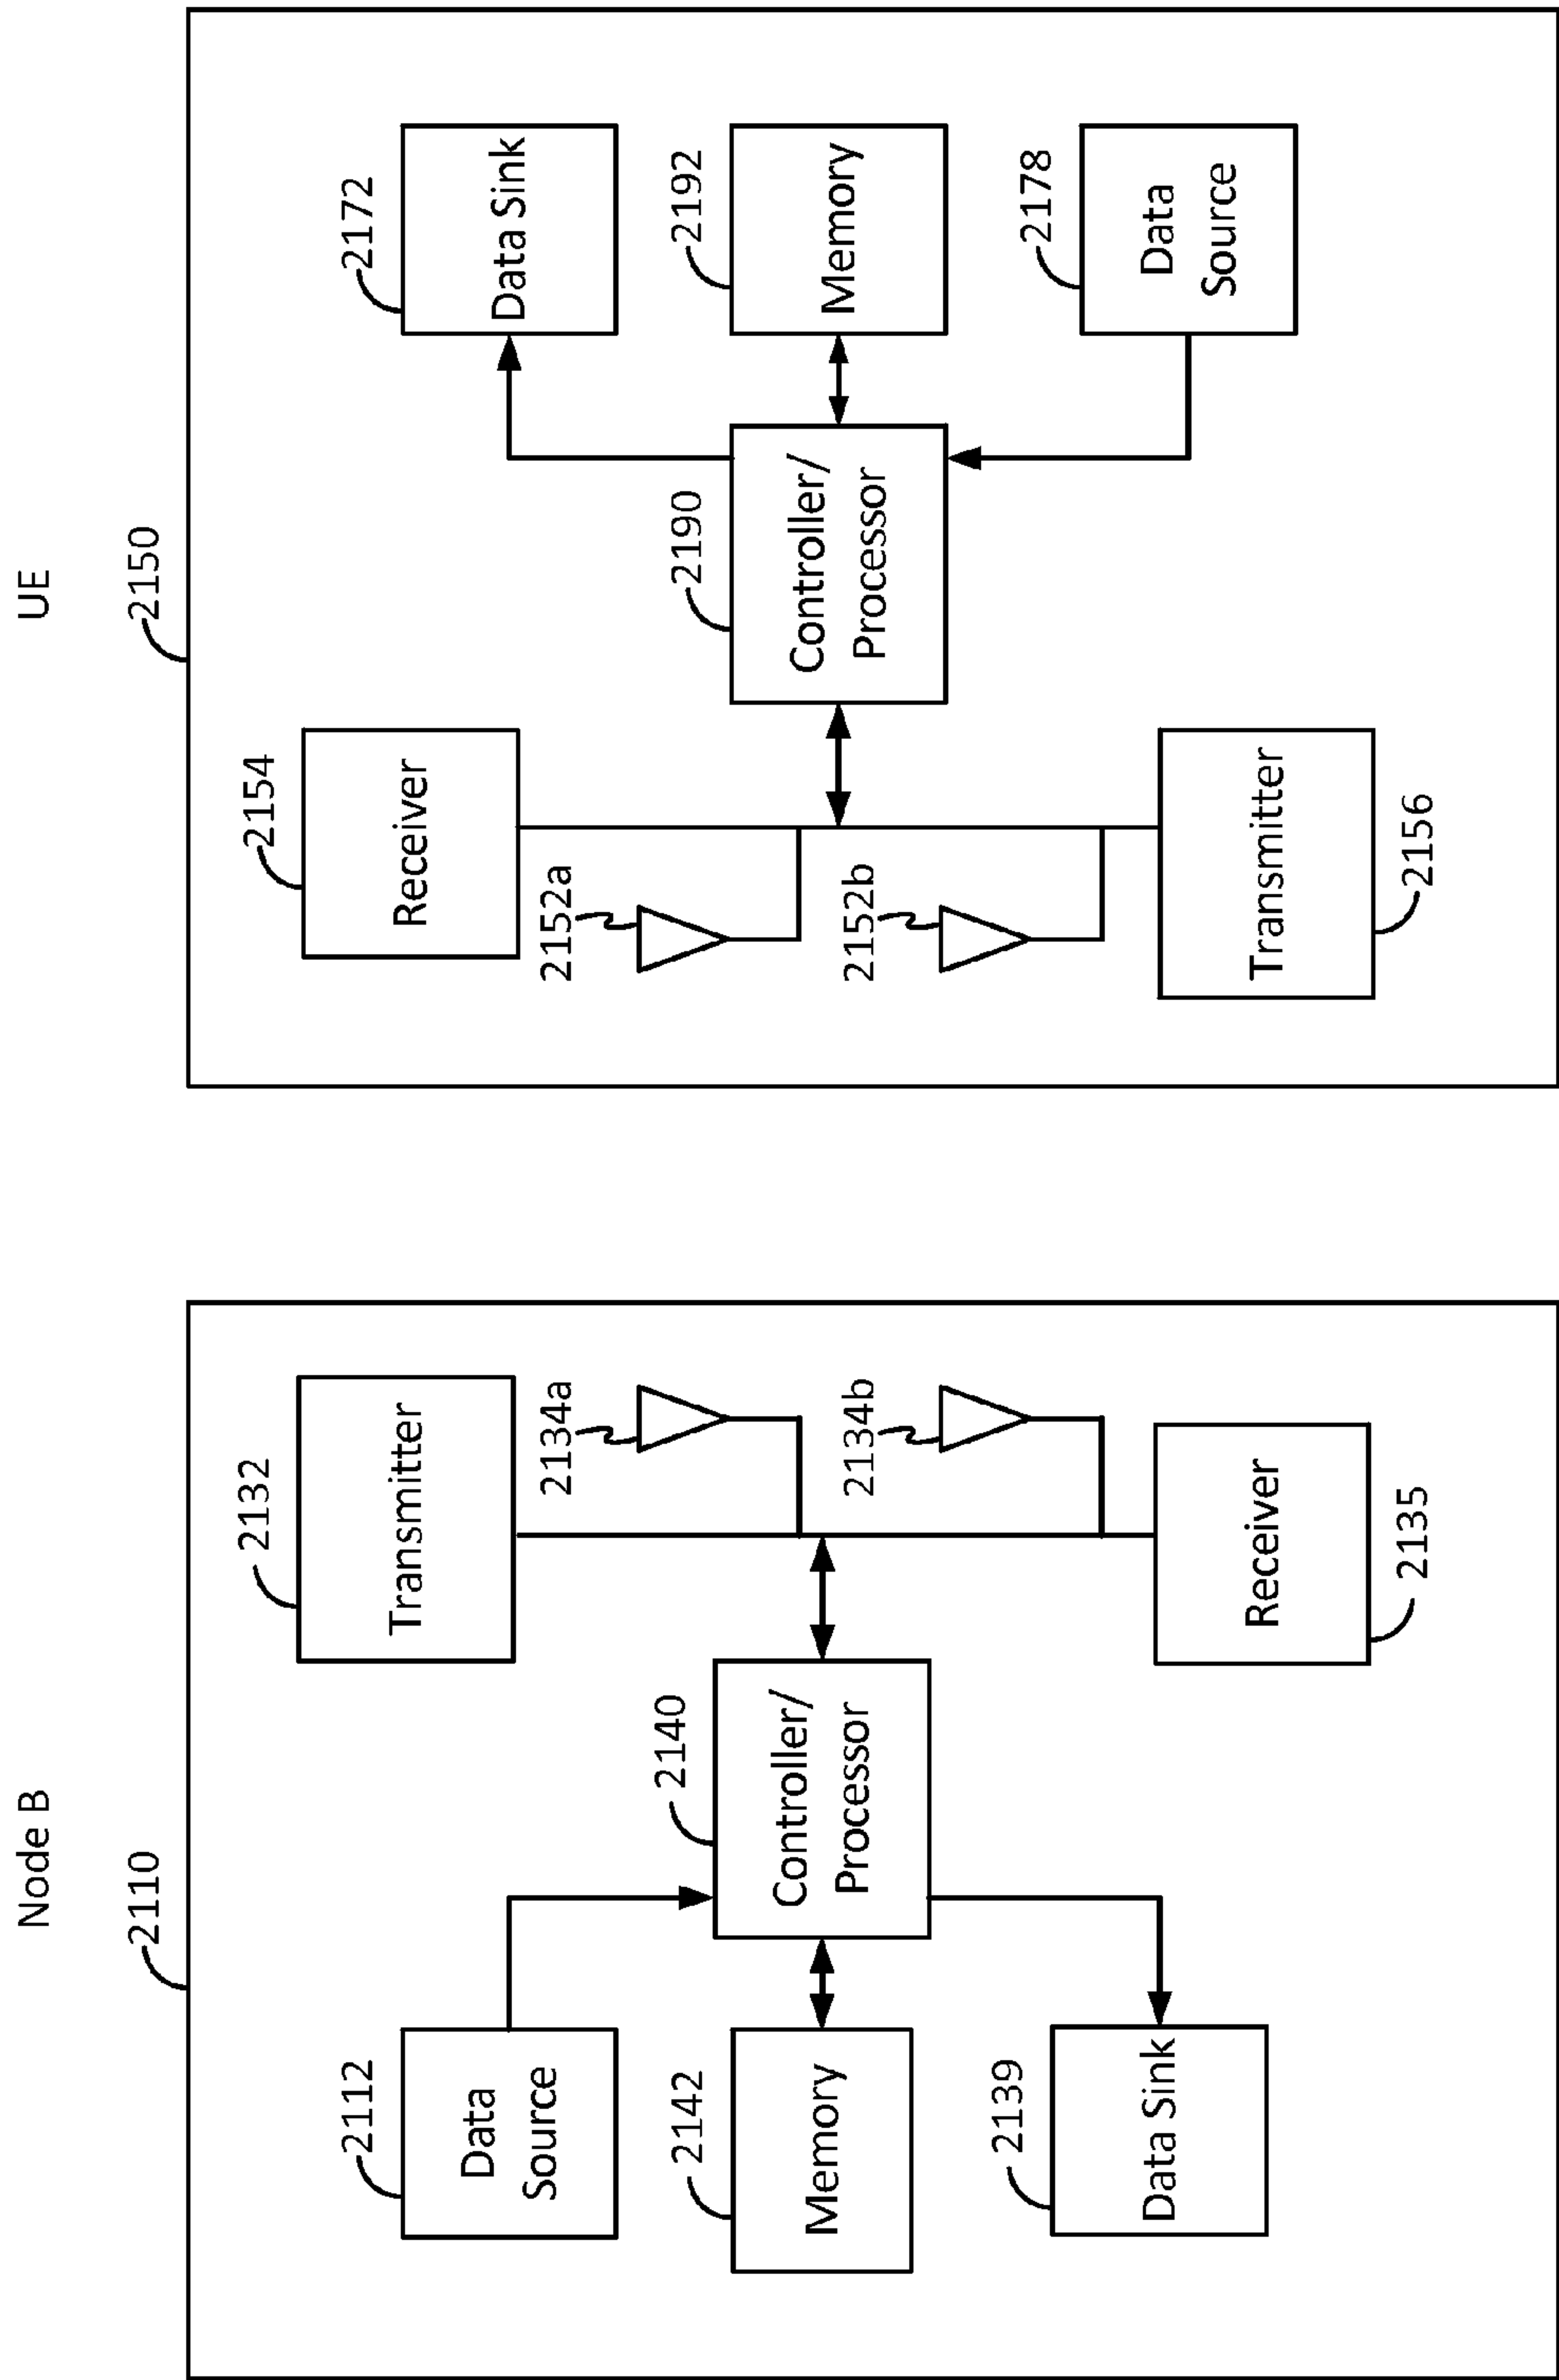 Node B
2110
2112
Data
Source
2142
Memory
2139
Data Sink
2140
Controller/
Processor
2132
Transmitter
2134a
2134b
Receiver
2135
UE
2150
2154
Receiver
2152a
2152b
Transmitter
2156
2190
Controller/
Processor
2172
Data Sink
2192
Memory
2178
Data
Source